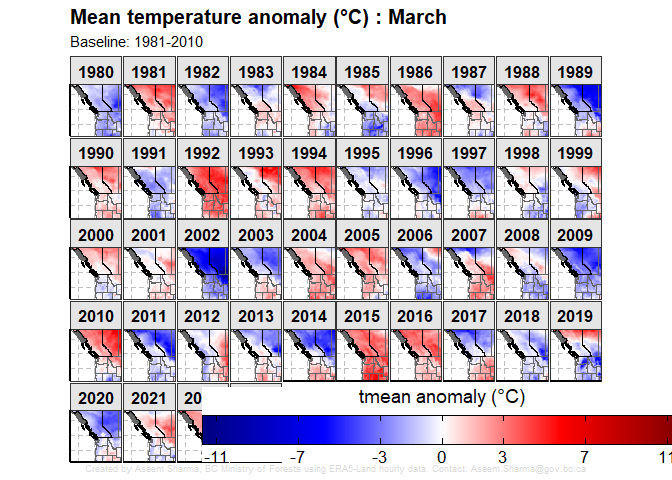 Mean temperature anomaly (°C) : March
Baseline: 1981-2010
1980 1981 1982 1983 1984 1985 1986 1987 1988 1989
1990 1991 1992 1993 1994 1995 1996 1997 1998 1999
2000 2001 2002 2003 2004 2005 2006 2007 2008 2009
2010 2011 2012 2013 2014 2015 2016 2017 2018 2019
2020 2021 20
tmean anomaly (°C)
-11 -7 -3 0 3 7 11
Created by Aseem Sharma, BC Ministry of Forests using ERA5-Land hourly data. Contact: Aseem.Sharma@gov.bc.ca